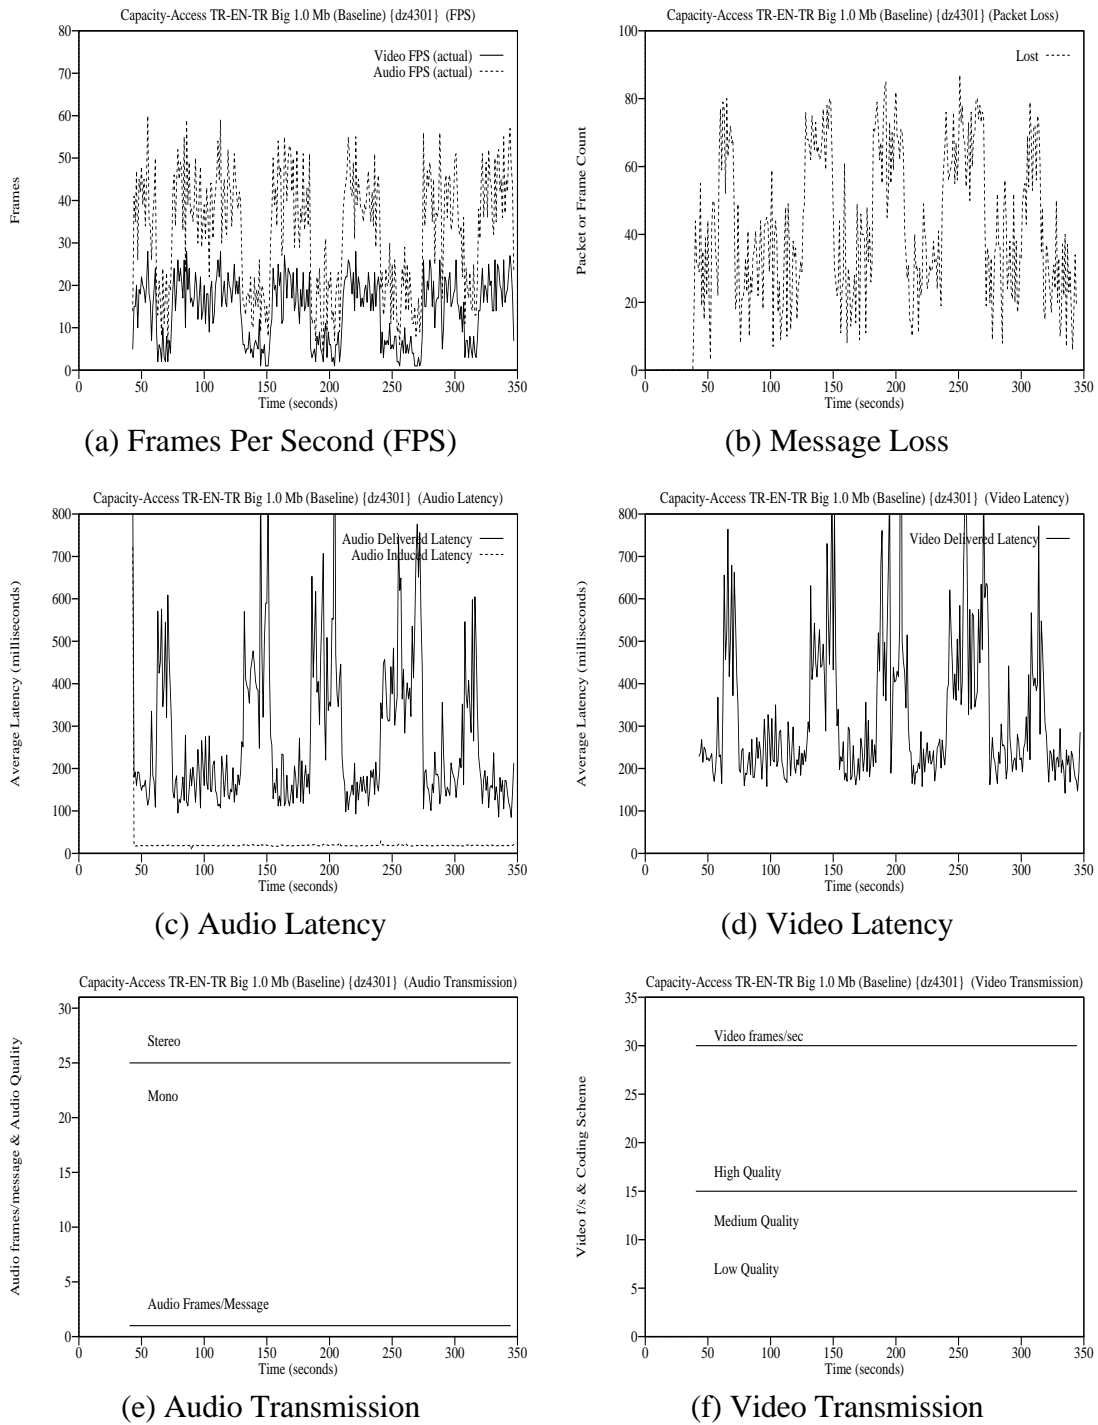 Capacity-Access TR-EN-TR Big 1.0 Mb (Baseline) {dz4301} (FPS)
80
70
60
50
40
30
20
10
0
Frames
Video FPS (actual)
Audio FPS (actual)
0 50 100 150 200 250 300 350
Time (seconds)
(a) Frames Per Second (FPS)
Capacity-Access TR-EN-TR Big 1.0 Mb (Baseline) {dz4301} (Packet Loss)
100
80
60
40
20
0
Packet or Frame Count
Lost
0 50 100 150 200 250 300 350
Time (seconds)
(b) Message Loss
Capacity-Access TR-EN-TR Big 1.0 Mb (Baseline) {dz4301} (Audio Latency)
800
700
600
500
400
300
200
100
0
Average Latency (milliseconds)
Audio Delivered Latency
Audio Induced Latency
0 50 100 150 200 250 300 350
Time (seconds)
(c) Audio Latency
Capacity-Access TR-EN-TR Big 1.0 Mb (Baseline) {dz4301} (Video Latency)
800
700
600
500
400
300
200
100
0
Average Latency (milliseconds)
Video Delivered Latency
0 50 100 150 200 250 300 350
Time (seconds)
(d) Video Latency
Capacity-Access TR-EN-TR Big 1.0 Mb (Baseline) {dz4301} (Audio Transmission)
30
25
20
15
10
5
0
Audio frames/message & Audio Quality
Stereo
Mono
Audio Frames/Message
0 50 100 150 200 250 300 350
Time (seconds)
(e) Audio Transmission
Capacity-Access TR-EN-TR Big 1.0 Mb (Baseline) {dz4301} (Video Transmission)
35
30
25
20
15
10
5
0
Video f/s & Coding Scheme
Video frames/sec
High Quality
Medium Quality
Low Quality
0 50 100 150 200 250 300 350
Time (seconds)
(f) Video Transmission